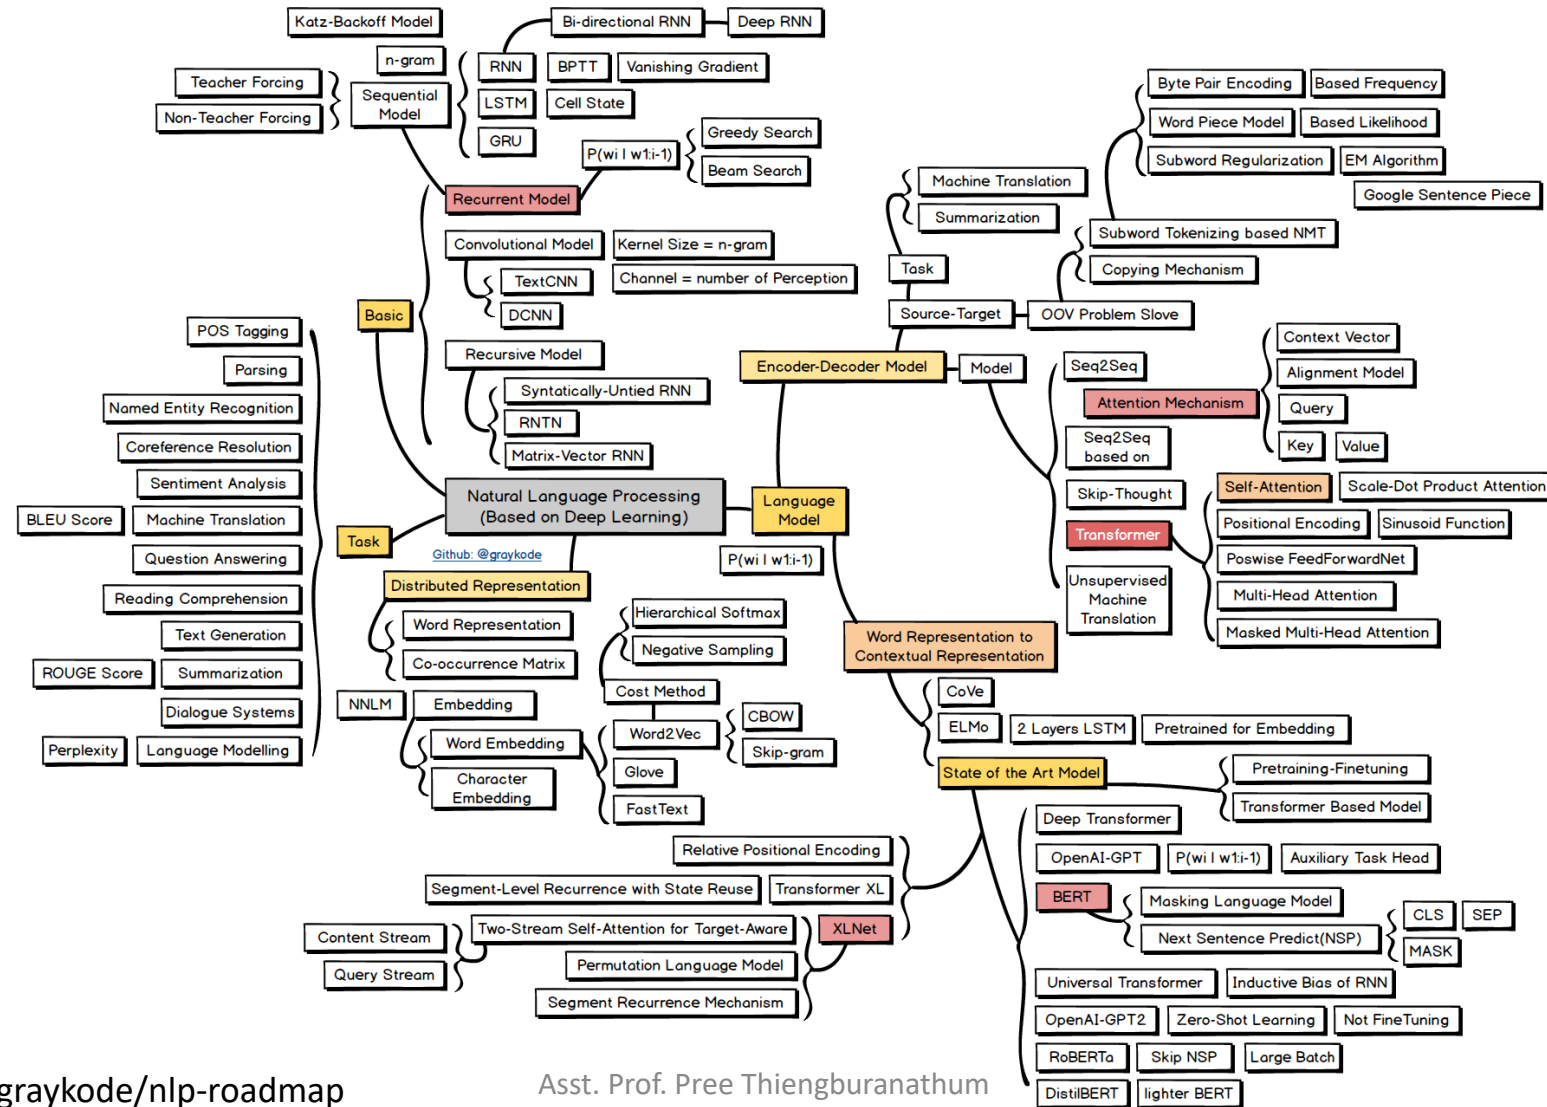 Katz-Backoff Model
Bi-directional RNN
Deep RNN
n-gram
RNN
BPTT
Vanishing Gradient
Teacher Forcing
Non-Teacher Forcing
Sequential
Model
LSTM
Cell State
GRU
P(wi | w1:i-1)
Greedy Search
Beam Search
Recurrent Model
Convolutional Model
Kernel Size = n-gram
Channel = number of Perception
TextCNN
DCNN
Basic
Recursive Model
Syntatically-Untied RNN
RNTN
Matrix-Vector RNN
Byte Pair Encoding
Based Frequency
Word Piece Model
Based Likelihood
Subword Regularization
EM Algorithm
Google Sentence Piece
Machine Translation
Summarization
Subword Tokenizing based NMT
Copying Mechanism
Task
Source-Target
OOV Problem Slove
Encoder-Decoder Model
Model
Seq2Seq
Attention Mechanism
Context Vector
Alignment Model
Query
Key
Value
Seq2Seq
based on
Skip-Thought
Transformer
Self-Attention
Scale-Dot Product Attention
Positional Encoding
Sinusoid Function
Poswise FeedForwardNet
Multi-Head Attention
Masked Multi-Head Attention
Unsupervised
Machine
Translation
POS Tagging
Parsing
Named Entity Recognition
Coreference Resolution
Sentiment Analysis
BLEU Score
Machine Translation
Question Answering
Reading Comprehension
Text Generation
ROUGE Score
Summarization
Dialogue Systems
Perplexity
Language Modelling
Task
Natural Language Processing
(Based on Deep Learning)
Github: @graykode
Language
Model
P(wi | w1:i-1)
Distributed Representation
Word Representation
Co-occurrence Matrix
NNLM
Embedding
Word Embedding
Character
Embedding
Hierarchical Softmax
Negative Sampling
Cost Method
Word2Vec
CBOW
Skip-gram
Glove
FastText
Word Representation to
Contextual Representation
CoVe
ELMo
2 Layers LSTM
Pretrained for Embedding
State of the Art Model
Pretraining-Finetuning
Transformer Based Model
Relative Positional Encoding
Segment-Level Recurrence with State Reuse
Transformer XL
Two-Stream Self-Attention for Target-Aware
XLNet
Content Stream
Query Stream
Permutation Language Model
Segment Recurrence Mechanism
Deep Transformer
OpenAI-GPT
P(wi | w1:i-1)
Auxiliary Task Head
BERT
Masking Language Model
Next Sentence Predict(NSP)
CLS
SEP
MASK
Universal Transformer
Inductive Bias of RNN
OpenAI-GPT2
Zero-Shot Learning
Not FineTuning
RoBERTa
Skip NSP
Large Batch
DistilBERT
lighter BERT
graykode/nlp-roadmap
Asst. Prof. Pree Thiengburanathum